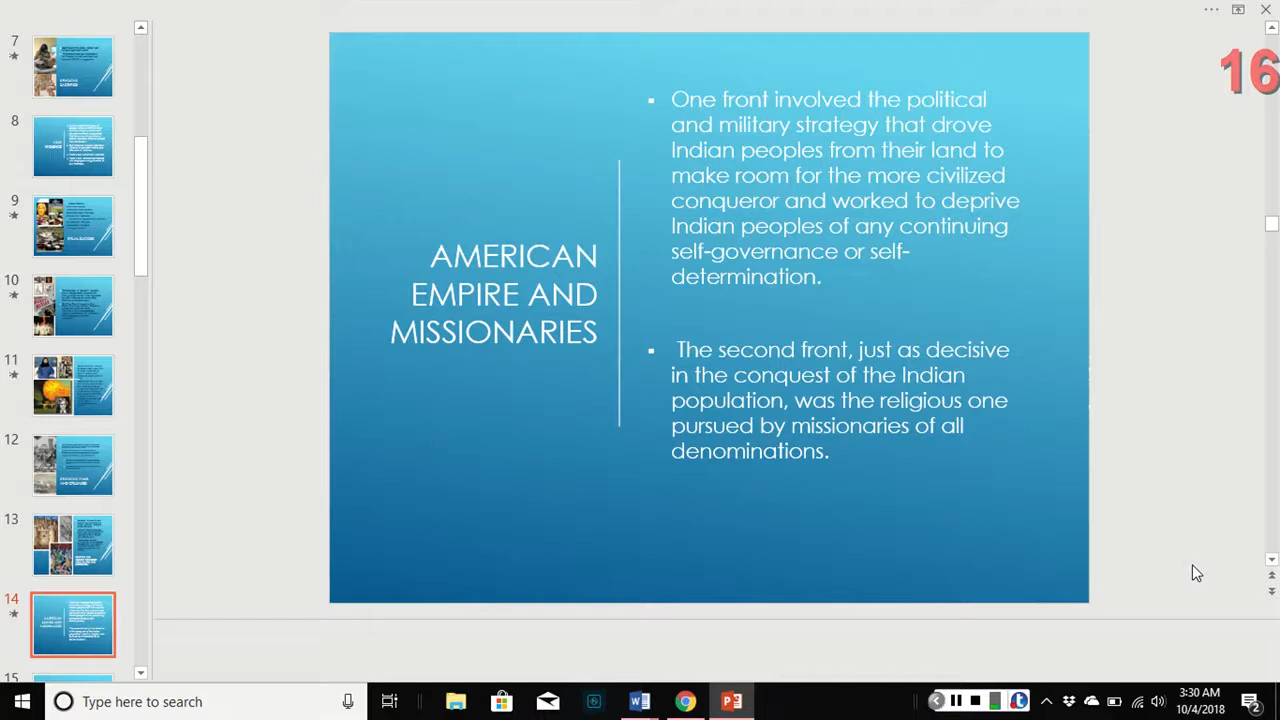 7
16
One front involved the political
and military strategy that drove
Indian peoples from their land to
make room for the more civilized
conqueror and worked to deprive
Indian peoples of any continuing
self-governance or self-
determination.
AMERICAN
EMPIRE AND
MISSIONARIES
The second front, just as decisive
in the conquest of the Indian
population, was the religious one
pursued by missionaries of all
denominations.
8
9
10
11
12
13
14
15
Type here to search
3:30 AM
10/4/2018
2